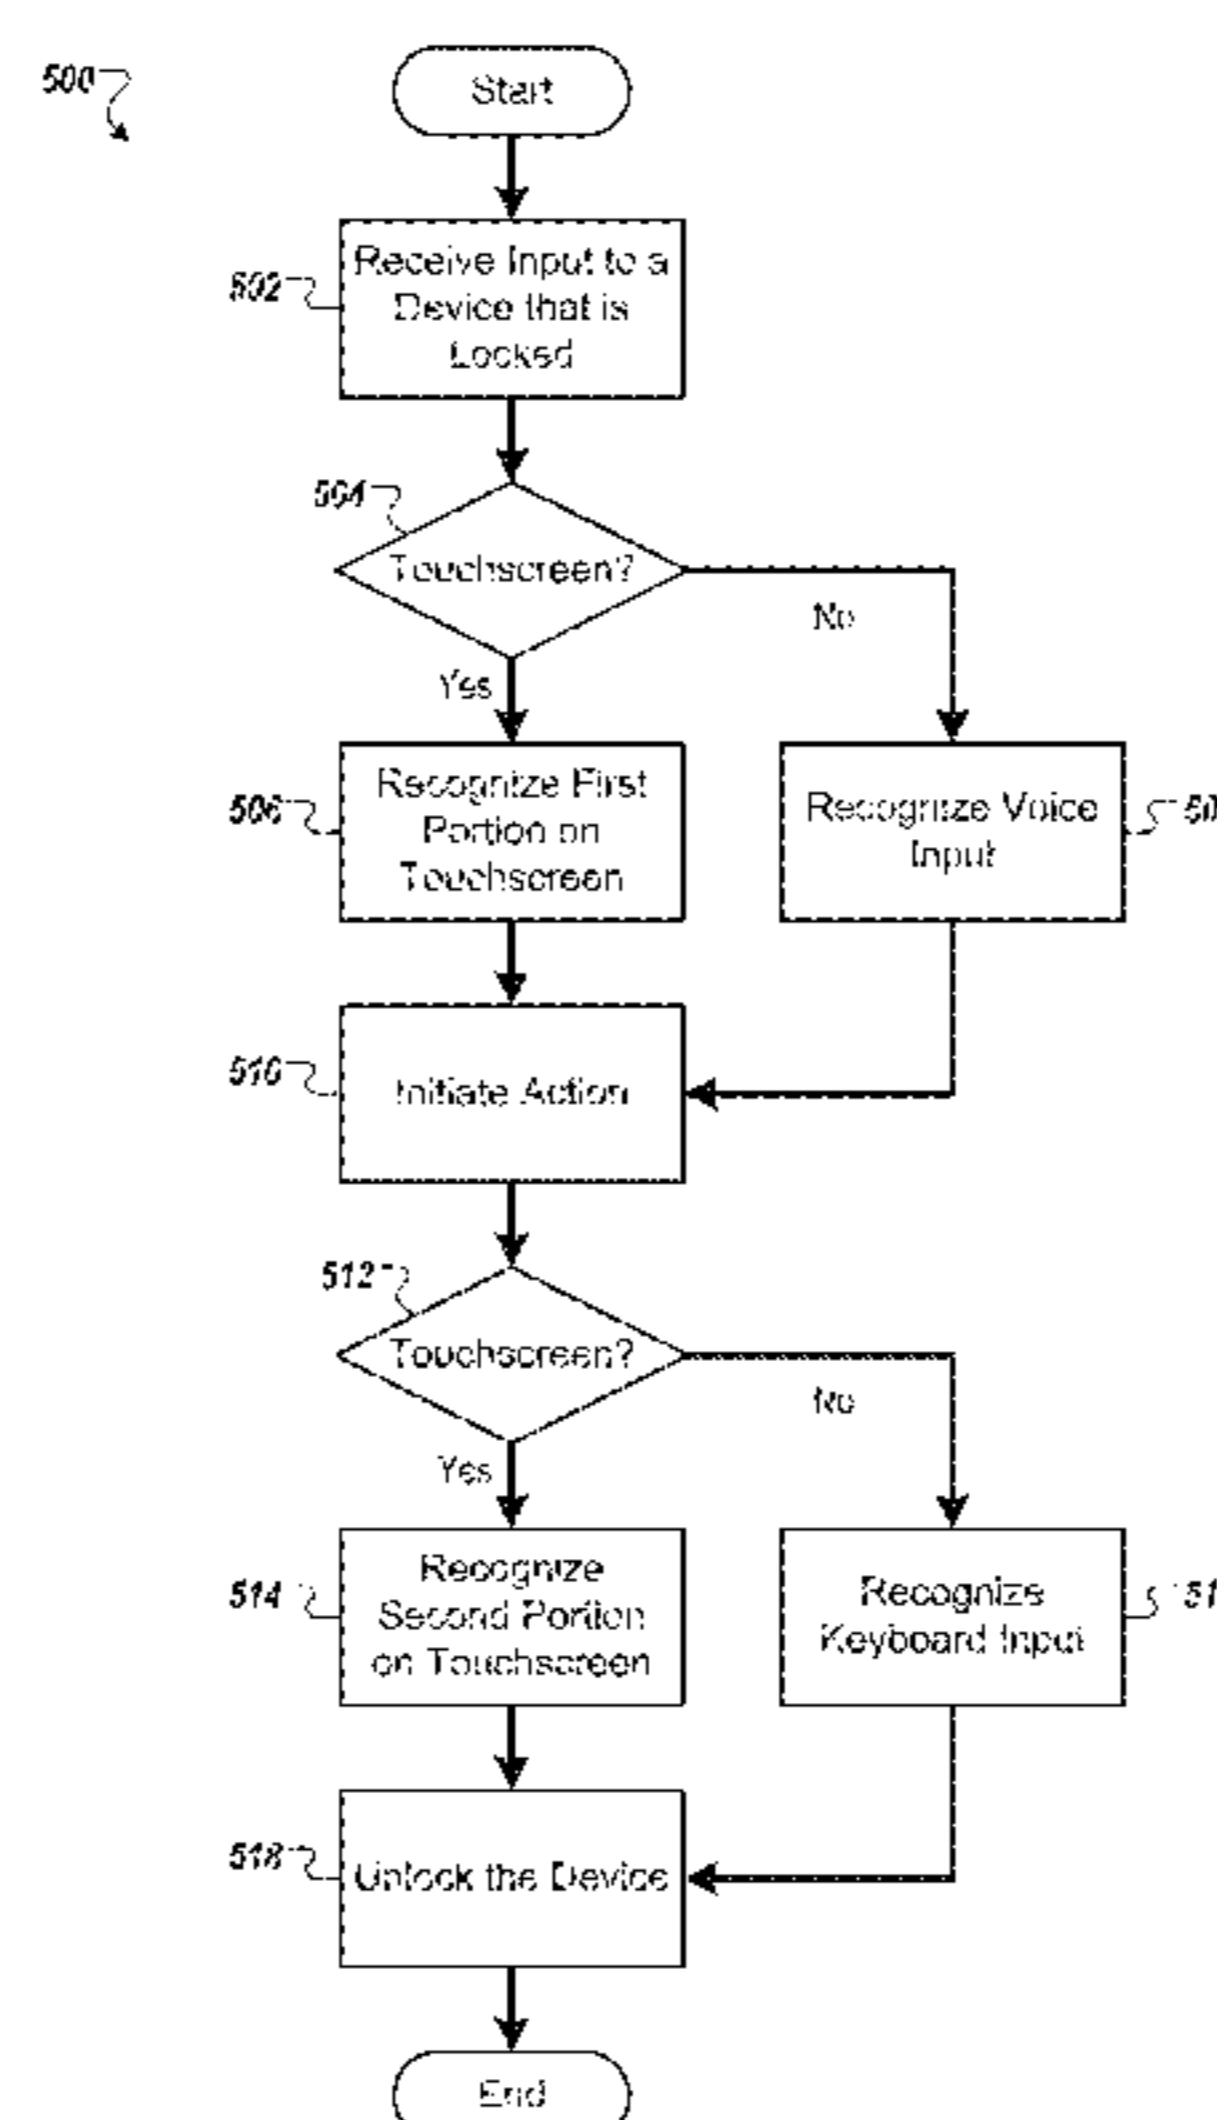 500
Start
502
Receive Input to a
Device that is
Locked
504
Touchscreen?
No
Yes
506
Recognize First
Portion on
Touchscreen
Recognize Voice
Input
50
510
Initiate Action
512
Touchscreen?
No
Yes
514
Recognize
Second Portion
on Touchscreen
Recognize
Keyboard Input
51
518
Unlock the Device
End